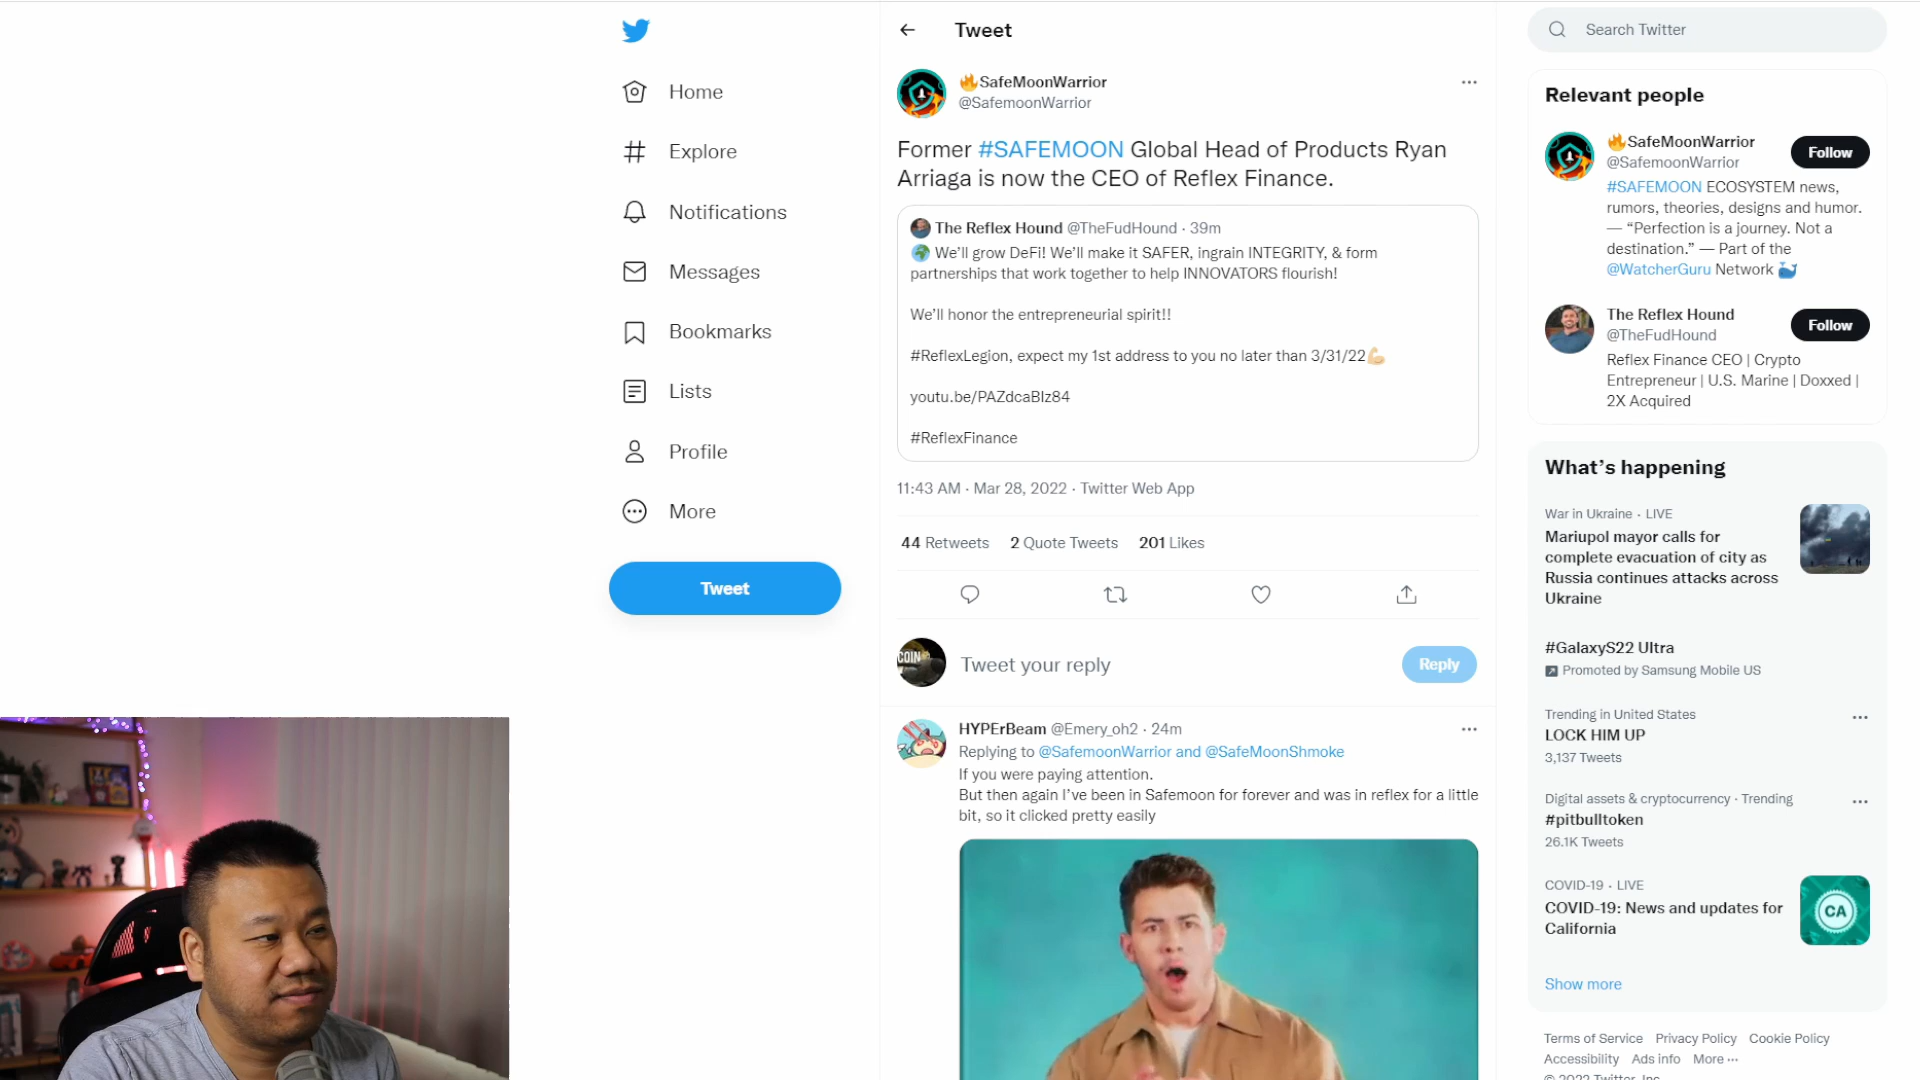 Home
Explore
Notifications
Messages
Bookmarks
Lists
Profile
More
Tweet
Tweet
🔥SafeMoonWarrior
@SafemoonWarrior
Former #SAFEMOON Global Head of Products Ryan
Arriaga is now the CEO of Reflex Finance.
The Reflex Hound @TheFudHound · 39m
🌍 We'll grow DeFi! We'll make it SAFER, ingrain INTEGRITY, & form
partnerships that work together to help INNOVATORS flourish!
We'll honor the entrepreneurial spirit!!
#ReflexLegion, expect my 1st address to you no later than 3/31/22💪🏻
youtu.be/PAZdcaBIz84
#ReflexFinance
11:43 AM · Mar 28, 2022 · Twitter Web App
44 Retweets 2 Quote Tweets 201 Likes
COIN
Tweet your reply
Reply
HYPErBeam @Emery_oh2 · 24m
Replying to @SafemoonWarrior and @SafeMoonShmoke
If you were paying attention.
But then again I've been in Safemoon for forever and was in reflex for a little
bit, so it clicked pretty easily
Search Twitter
Relevant people
🔥SafeMoonWarrior
@SafemoonWarrior
Follow
#SAFEMOON ECOSYSTEM news,
rumors, theories, designs and humor.
— “Perfection is a journey. Not a
destination.” — Part of the
@WatcherGuru Network 🐳
The Reflex Hound
@TheFudHound
Follow
Reflex Finance CEO | Crypto
Entrepreneur | U.S. Marine | Doxxed |
2X Acquired
What's happening
War in Ukraine · LIVE
Mariupol mayor calls for
complete evacuation of city as
Russia continues attacks across
Ukraine
#GalaxyS22 Ultra
Promoted by Samsung Mobile US
Trending in United States
LOCK HIM UP
3,137 Tweets
Digital assets & cryptocurrency · Trending
#pitbulltoken
26.1K Tweets
COVID-19 · LIVE
COVID-19: News and updates for
California
CA
Show more
Terms of Service Privacy Policy Cookie Policy
Accessibility Ads info More ···
© 2022 Twitter, Inc.